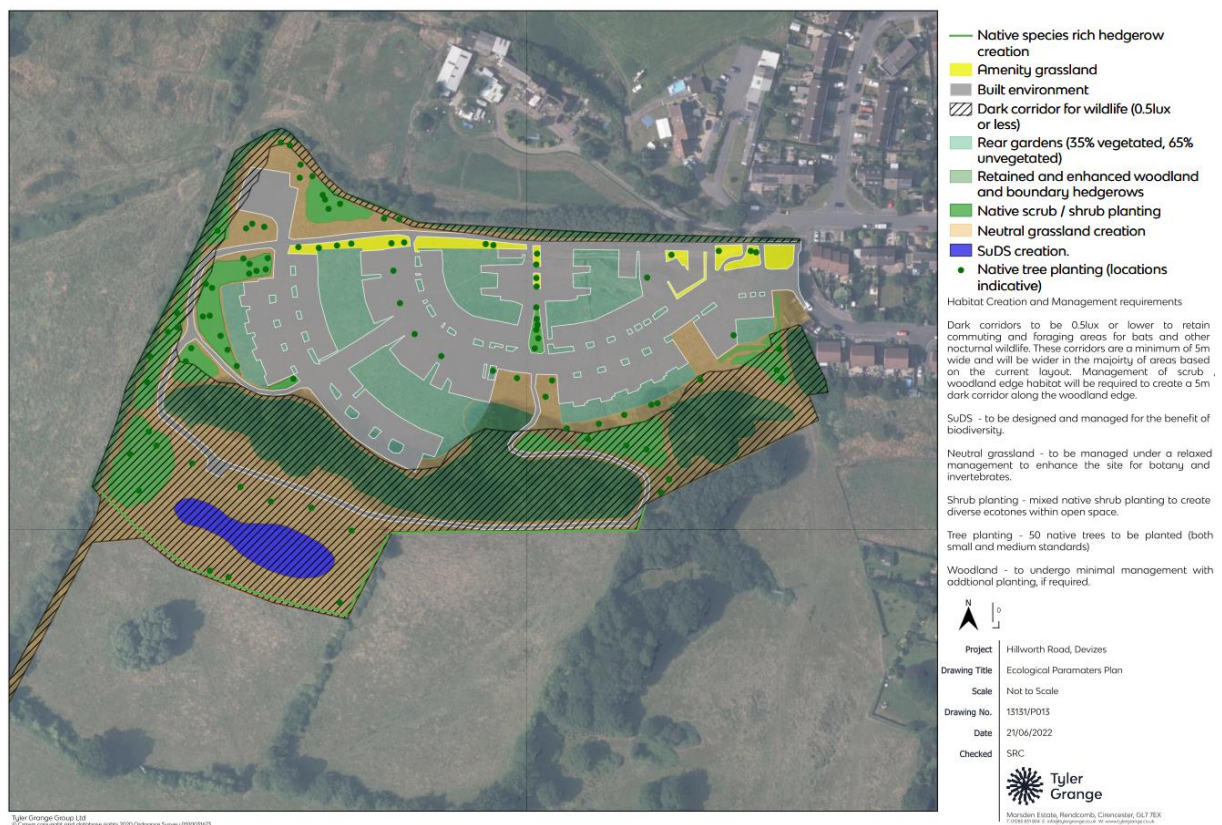 Native species rich hedgerow
creation
Amenity grassland
Built environment
Dark corridor for wildlife (0.5lux
or less)
Rear gardens (35% vegetated, 65%
unvegetated)
Retained and enhanced woodland
and boundary hedgerows
Native scrub / shrub planting
Neutral grassland creation
SuDS creation.
Native tree planting (locations
indicative)
Habitat Creation and Management requirements
Dark corridors to be 0.5lux or lower to retain
commuting and foraging areas for bats and other
nocturnal wildlife. These corridors are a minimum of 5m
wide and will be wider in the majoirty of areas based
on the current layout. Management of scrub ,
woodland edge habitat will be required to create a 5m
dark corridor along the woodland edge.
SuDS - to be designed and managed for the benefit of
biodiversity.
Neutral grassland - to be managed under a relaxed
management to enhance the site for botany and
invertebrates.
Shrub planting - mixed native shrub planting to create
diverse ecotones within open space.
Tree planting - 50 native trees to be planted (both
small and medium standards)
Woodland - to undergo minimal management with
addtional planting, if required.
N
0
Project Hillworth Road, Devizes
Drawing Title Ecological Paramaters Plan
Scale Not to Scale
Drawing No. 13131/P013
Date 21/06/2022
Checked SRC
Tyler
Grange
Marsden Estate, Rendcomb, Cirencester, GL7 7EX
Tyler Grange Group Ltd